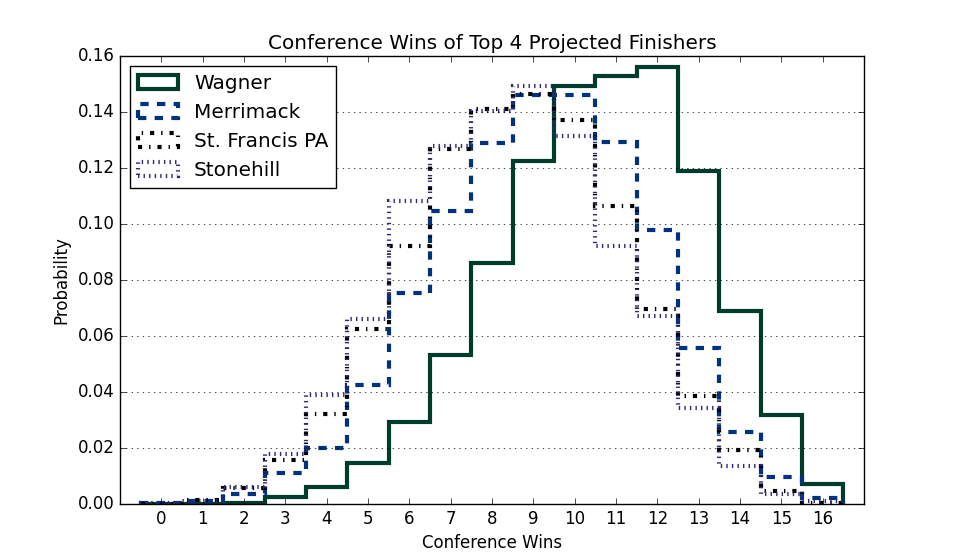 Conference Wins of Top 4 Projected Finishers
Wagner
Merrimack
St. Francis PA
Stonehill
0.16
0.14
0.12
0.10
0.08
0.06
0.04
0.02
0.00
Probability
0 1 2 3 4 5 6 7 8 9 10 11 12 13 14 15 16
Conference Wins